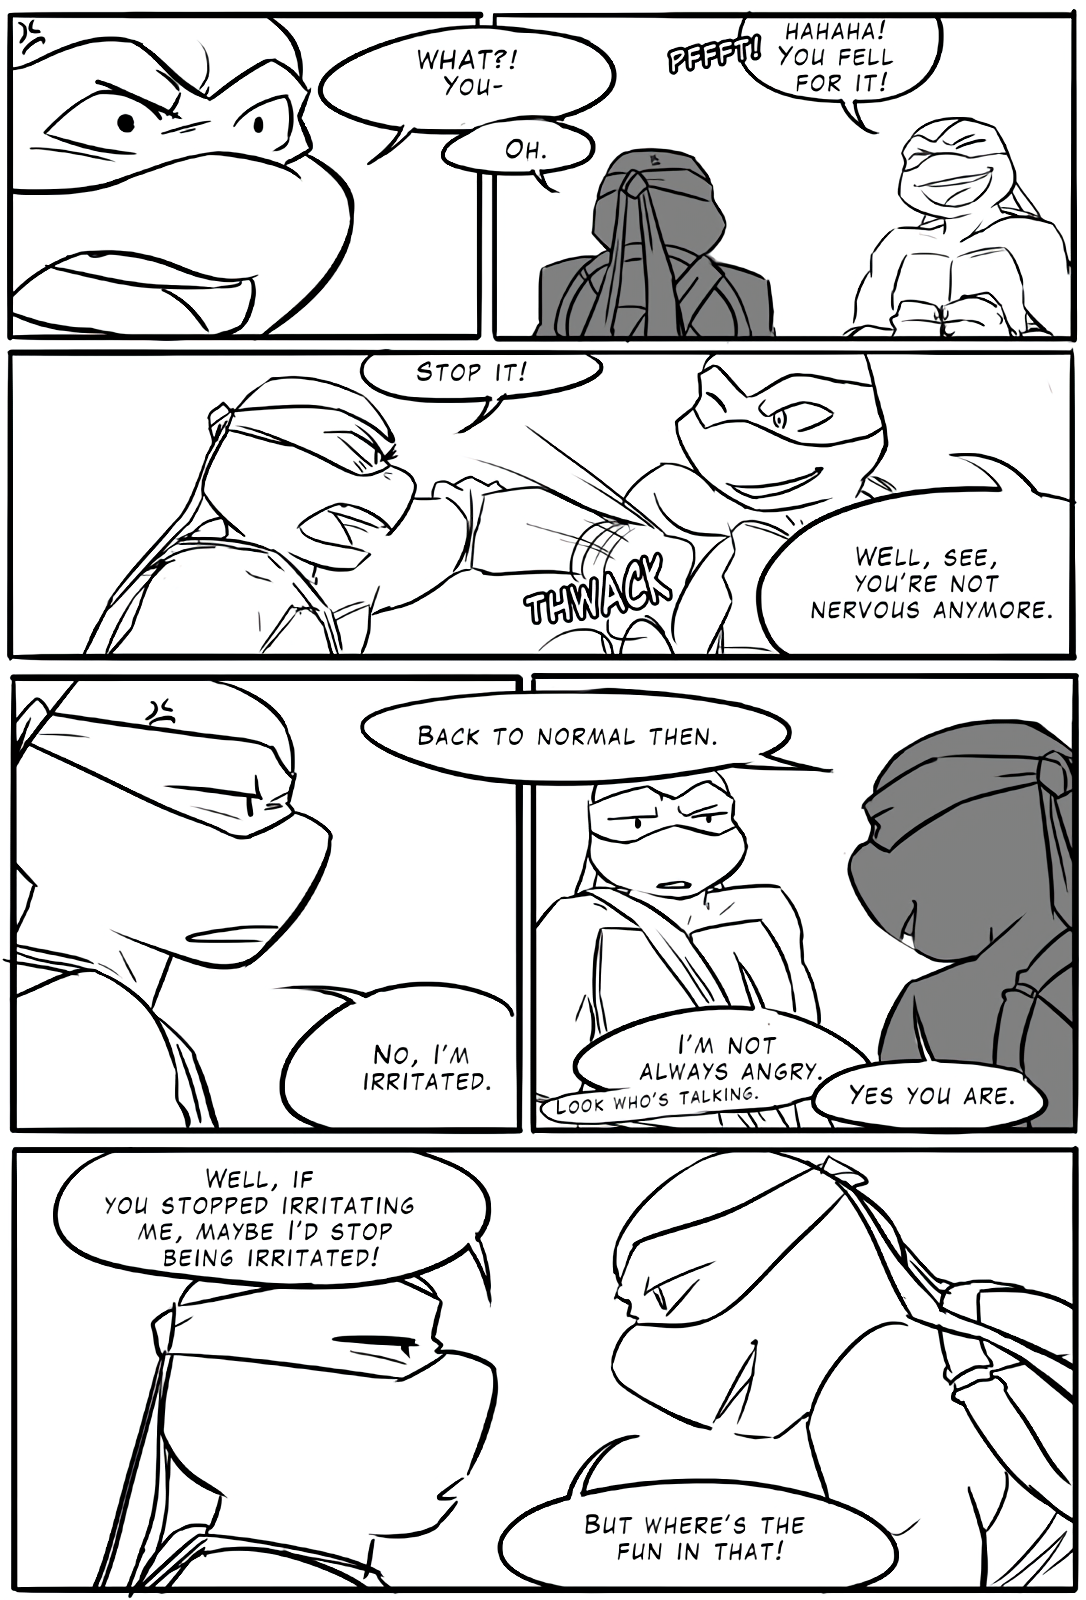 WHAT?!
YOU-
OH.
PFFFT!
HAHAHA!
YOU FELL
FOR IT!
STOP IT!
THWACK
WELL, SEE,
YOU'RE NOT
NERVOUS ANYMORE.
BACK TO NORMAL THEN.
NO, I'M
IRRITATED.
I'M NOT
ALWAYS ANGRY.
LOOK WHO'S TALKING.
YES YOU ARE.
WELL, IF
YOU STOPPED IRRITATING
ME, MAYBE I'D STOP
BEING IRRITATED!
BUT WHERE'S THE
FUN IN THAT!